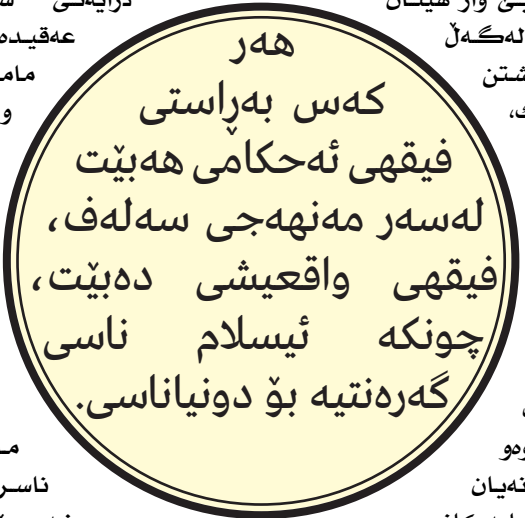 هەر
کەس بەڕاستی
فیقهی ئەحکامی هەبێت
لەسەر مەنهەجی سەلەف،
فیقهی واقعیشی دەبێت،
چونکە ئیسلام ناسی
گەرەنتیە بۆ دونیاناسی.